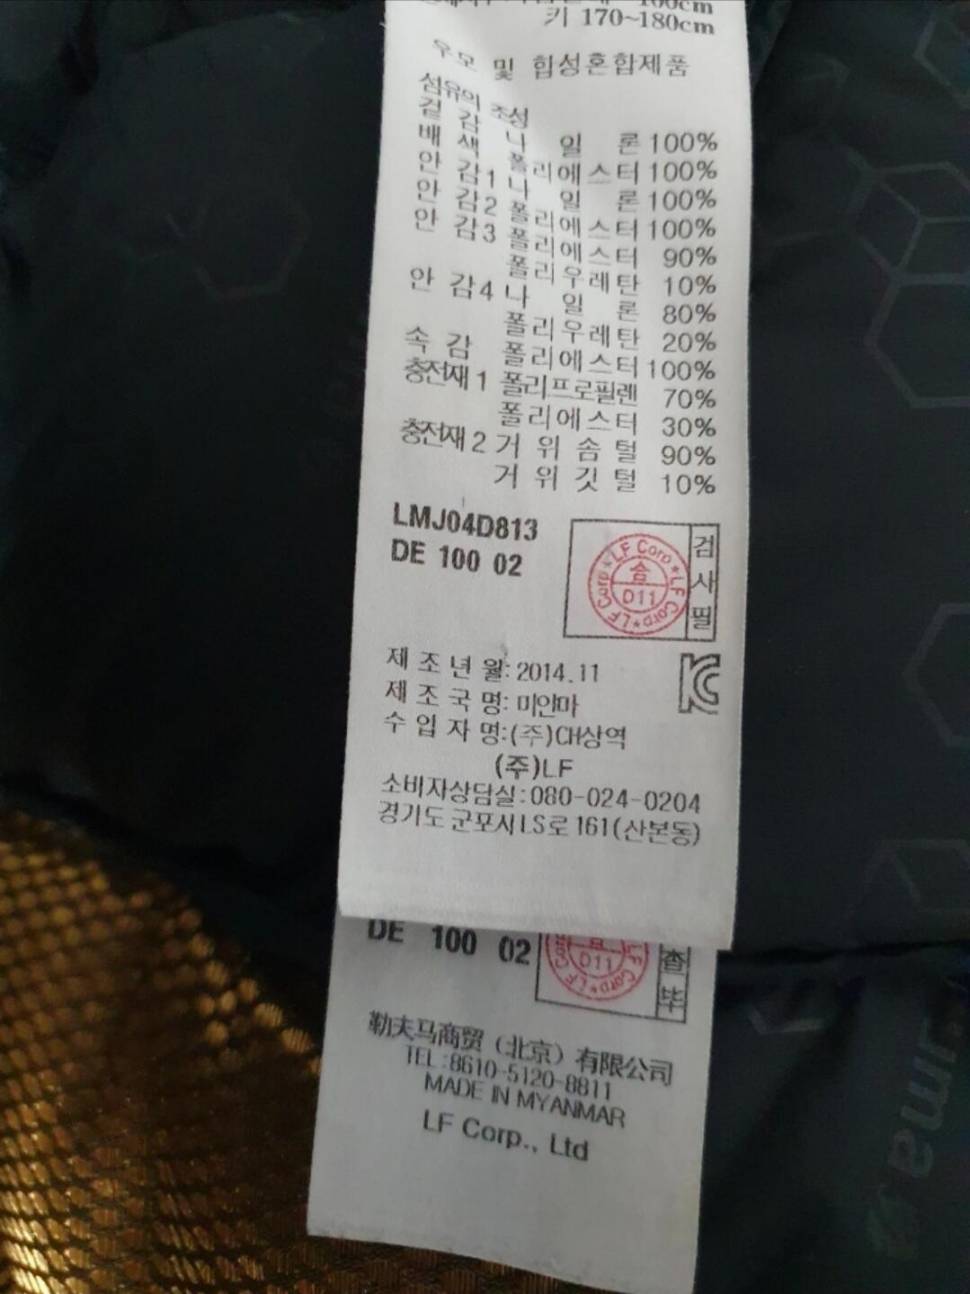 100cm
키 170~180cm
우모 및 합성혼합제품
섬유의 조성
겉 감 나 일 론 100%
배 색 폴리에스터 100%
안 감1 나 일 론 100%
안 감2 폴리에스터 100%
안 감3 폴리에스터 90%
폴리우레탄 10%
안 감4 나 일 론 80%
폴리우레탄 20%
속 감 폴리에스터 100%
충전재1 폴리프로필렌 70%
폴리에스터 30%
충전재2 거 위 솜 털 90%
거 위 깃 털 10%
LMJ04D813
DE 100 02
LF Corp★LF Corp★LF Corp★
合
D11
검사필
제 조 년 월: 2014.11
제 조 국 명: 미얀마
수 입 자 명:(주)CH상역
(주)LF
소비자상담실:080-024-0204
경기도 군포시 LS로 161(산본동)
DE 100 02
D11
查毕
勒夫马商贸（北京）有限公司
TEL:8610-5120-8811
MADE IN MYANMAR
LF Corp., Ltd